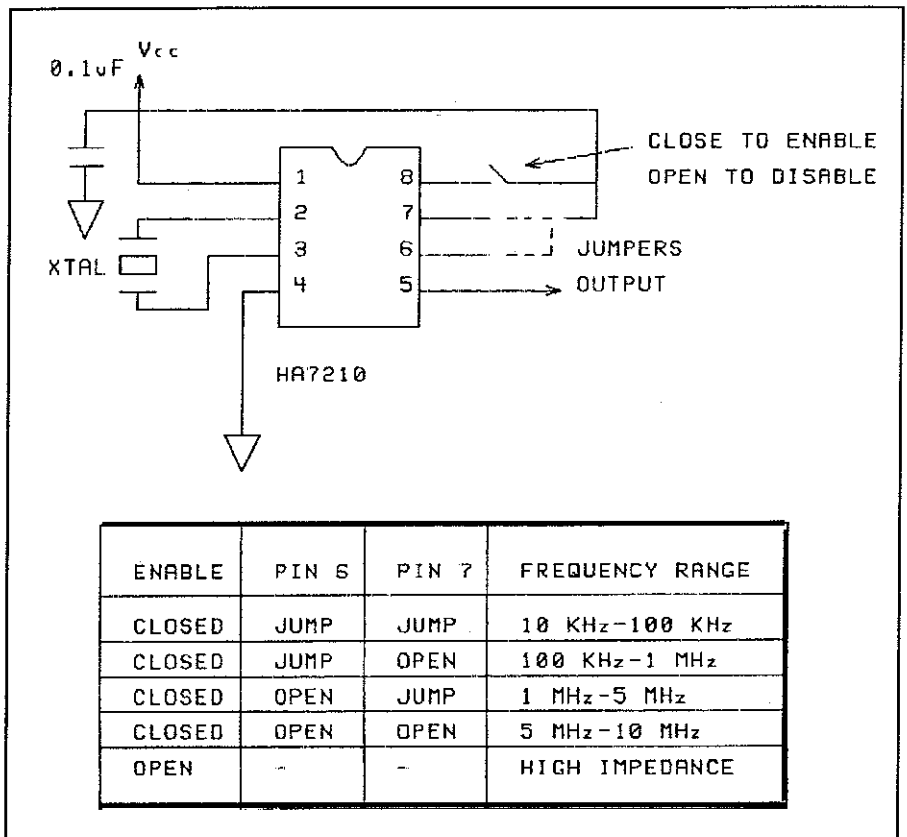 Vcc
0.1uF
CLOSE TO ENABLE
OPEN TO DISABLE
1 8
2 7
3 6 JUMPERS
XTAL
4 5 OUTPUT
HA7210
ENABLE PIN 6 PIN 7 FREQUENCY RANGE
CLOSED JUMP JUMP 10 KHz-100 KHz
CLOSED JUMP OPEN 100 KHz-1 MHz
CLOSED OPEN JUMP 1 MHz-5 MHz
CLOSED OPEN OPEN 5 MHz-10 MHz
OPEN - - HIGH IMPEDANCE